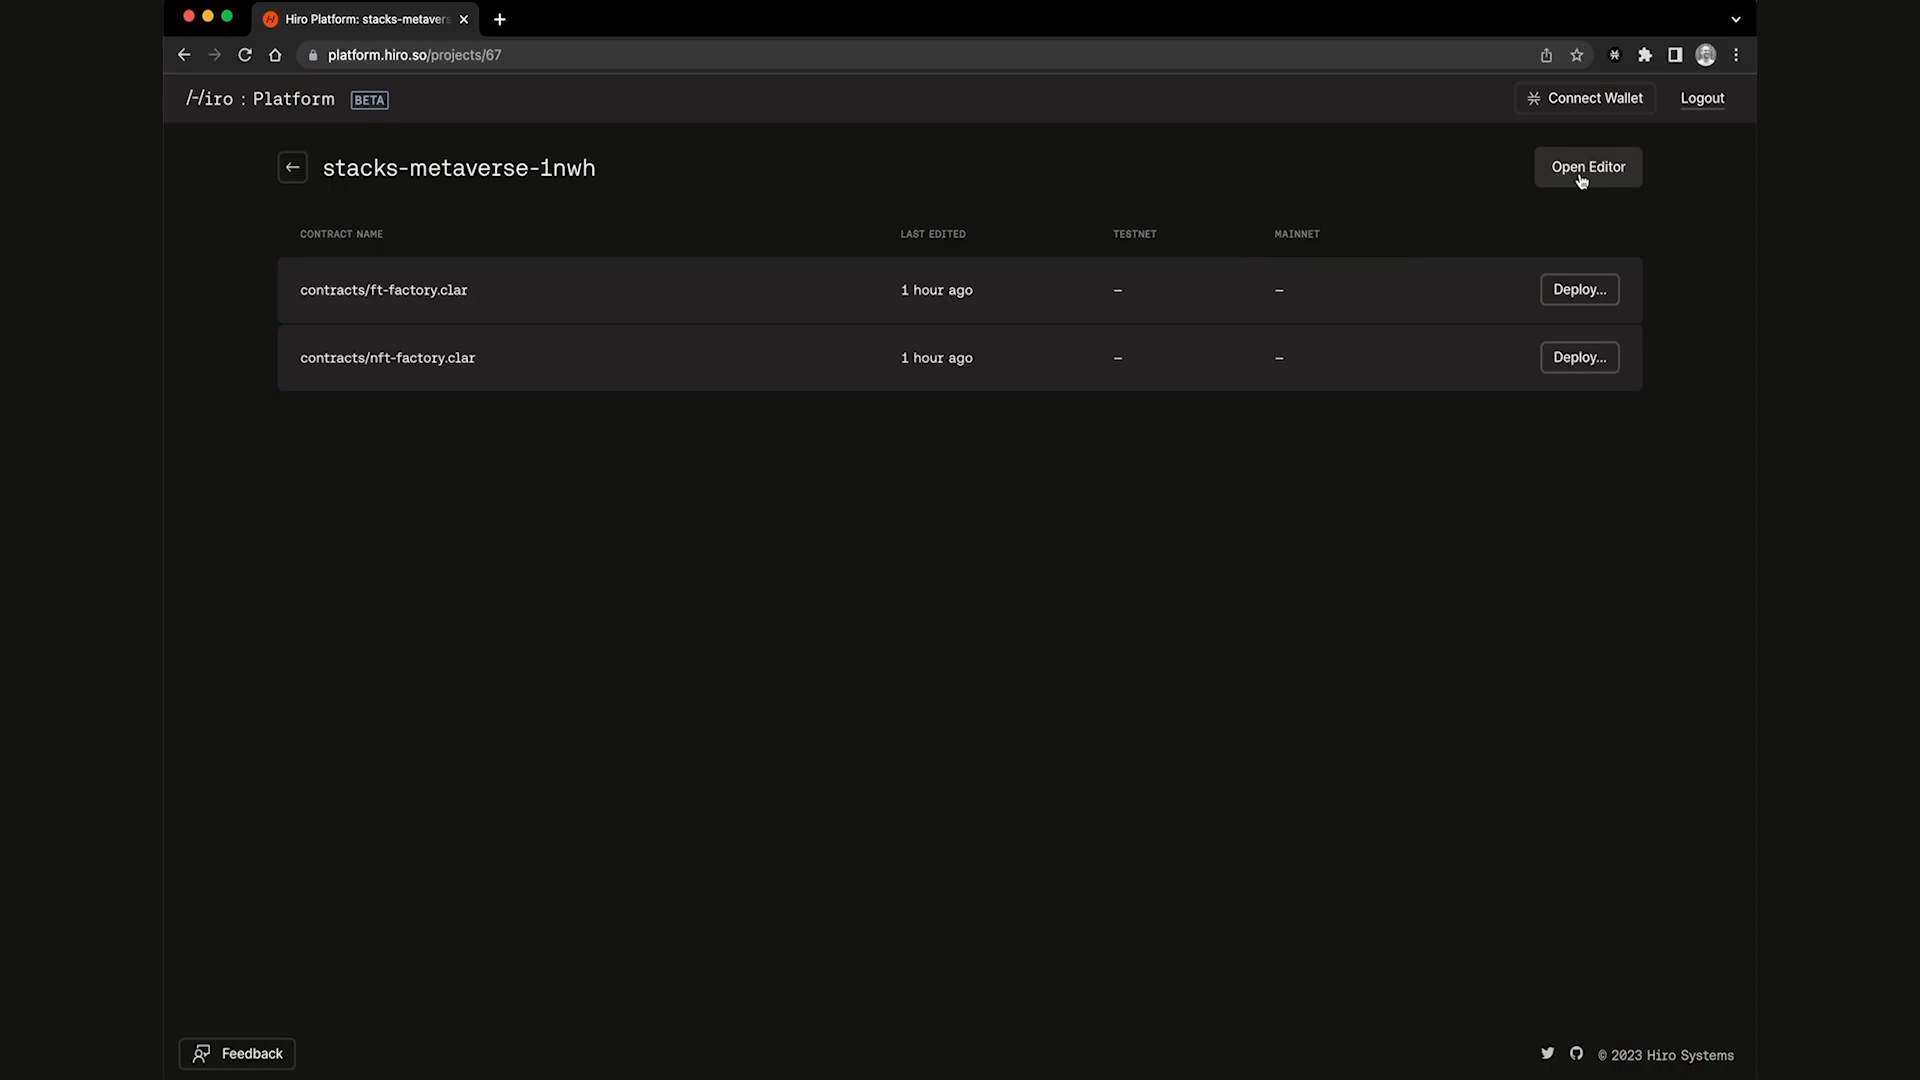 Hiro Platform: stacks-metavers
platform.hiro.so/projects/67
Hiro : Platform BETA
Connect Wallet
Logout
stacks-metaverse-1nwh
Open Editor
CONTRACT NAME LAST EDITED TESTNET MAINNET
contracts/ft-factory.clar 1 hour ago – – Deploy...
contracts/nft-factory.clar 1 hour ago – – Deploy...
Feedback
© 2023 Hiro Systems